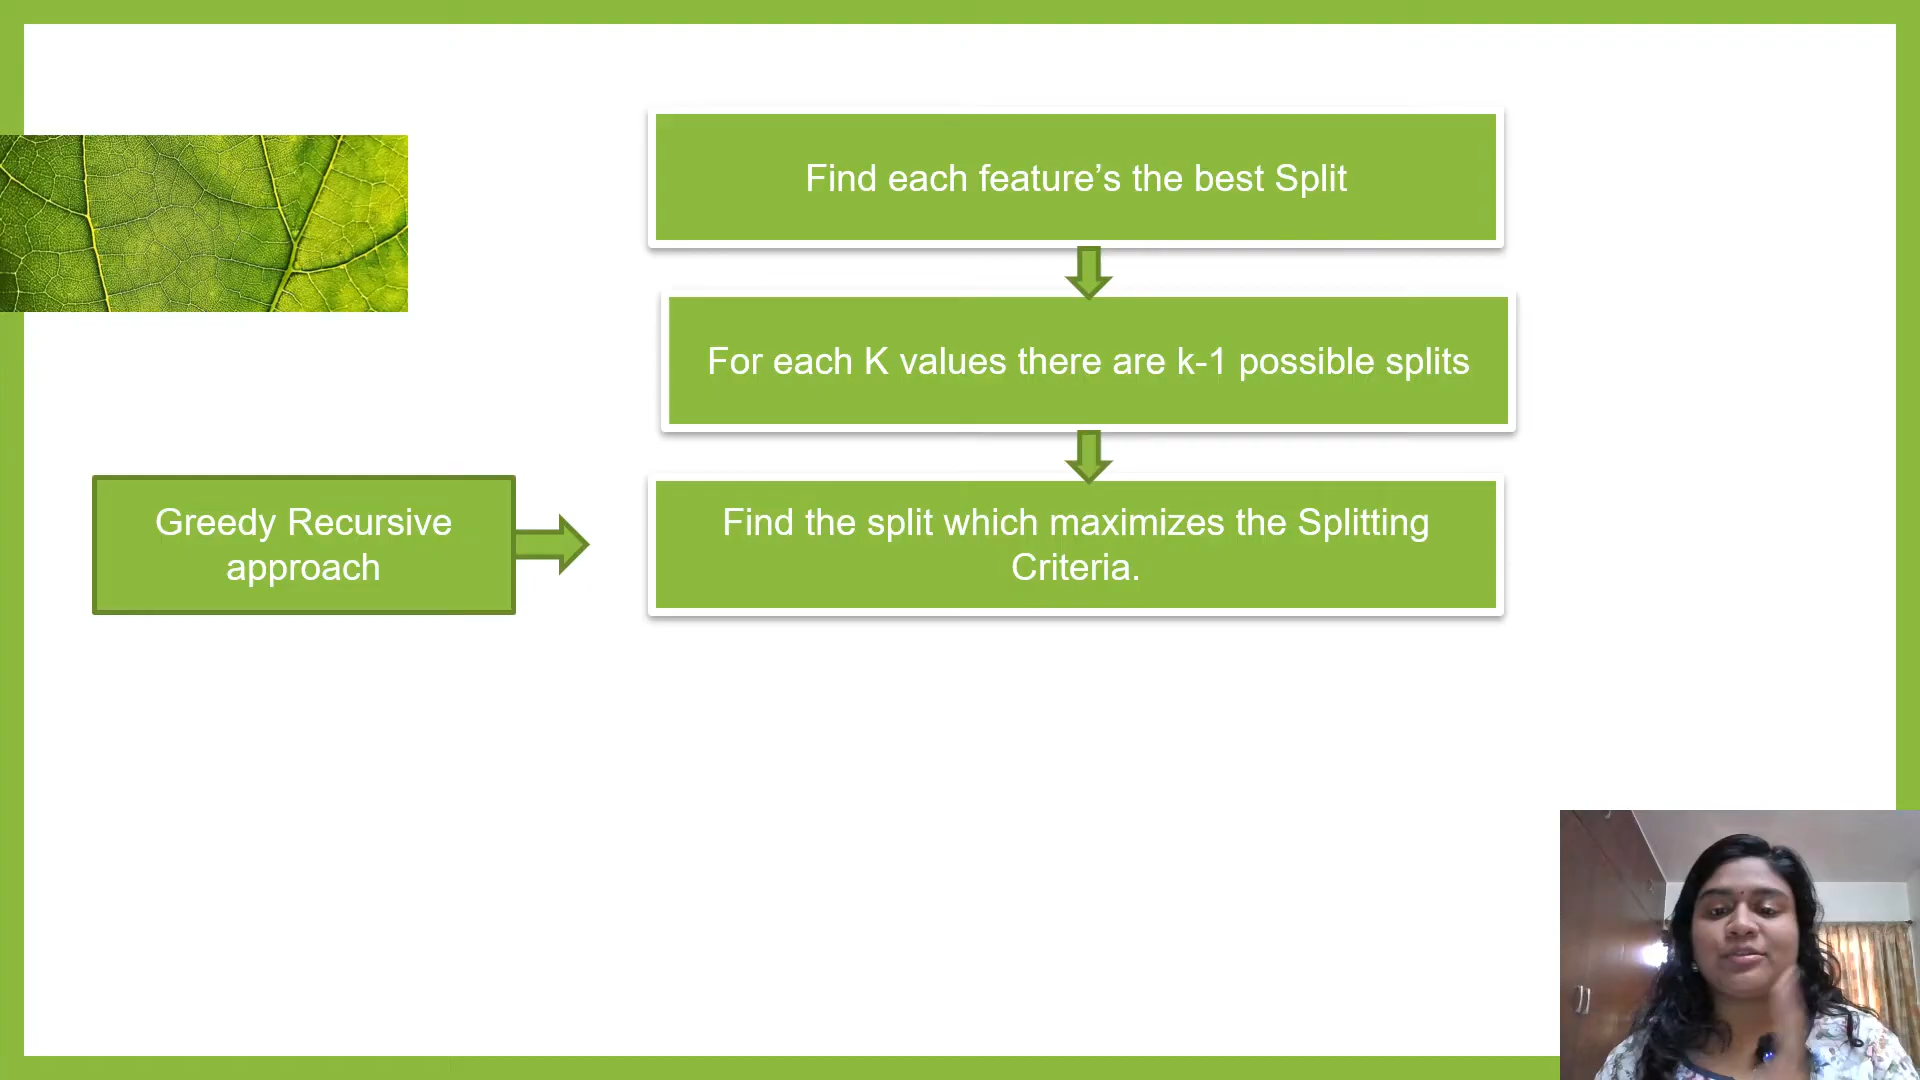 Find each feature’s the best Split
For each K values there are k-1 possible splits
Greedy Recursive
approach
Find the split which maximizes the Splitting
Criteria.